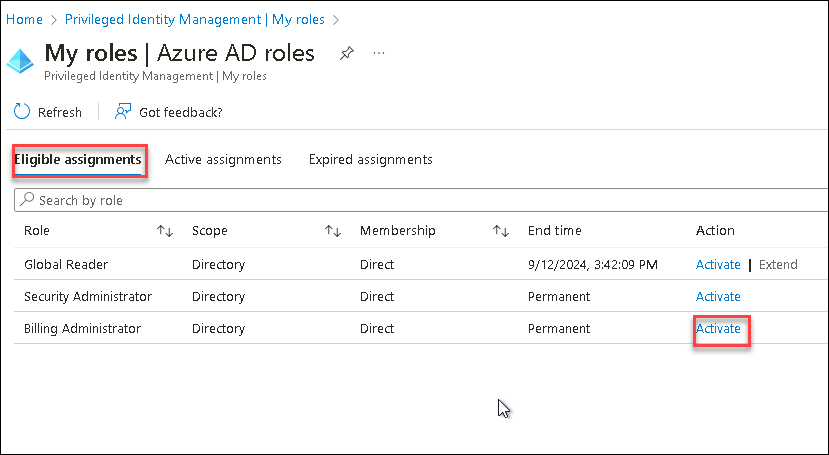 Home > Privileged Identity Management | My roles >
My roles | Azure AD roles
Privileged Identity Management | My roles
Refresh | Got feedback?
Eligible assignments Active assignments Expired assignments
Search by role
Role Scope Membership End time Action
Global Reader Directory Direct 9/12/2024, 3:42:09 PM Activate | Extend
Security Administrator Directory Direct Permanent Activate
Billing Administrator Directory Direct Permanent Activate